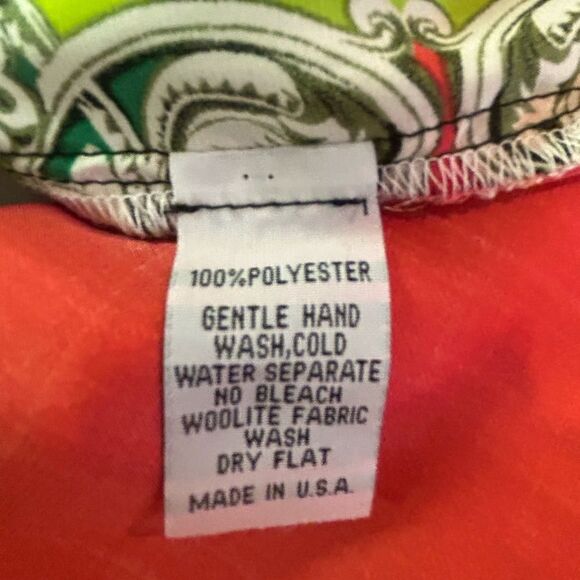 100%POLYESTER
GENTLE HAND
WASH,COLD
WATER SEPARATE
NO BLEACH
WOOLITE FABRIC
WASH
DRY FLAT
MADE IN U.S.A.